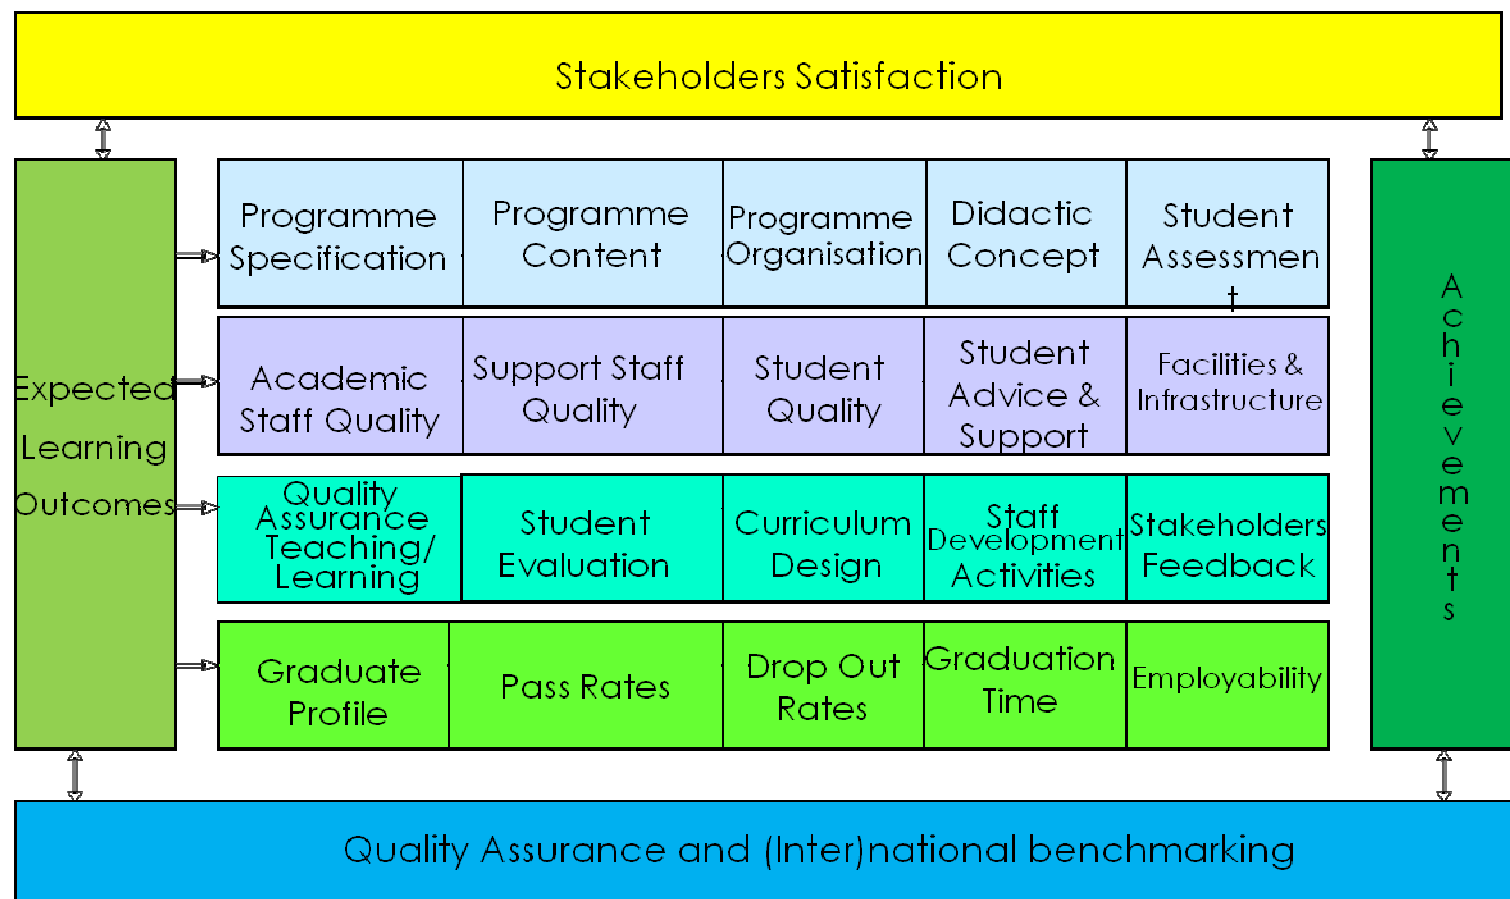 Stakeholders Satisfaction
Expected
Learning
Outcomes
Programme
Specification
Programme
Content
Programme
Organisation
Didactic
Concept
Student
Assessmen
t
Academic
Staff Quality
Support Staff
Quality
Student
Quality
Student
Advice &
Support
Facilities &
Infrastructure
Quality
Assurance
Teaching/
Learning
Student
Evaluation
Curriculum
Design
Staff
Development
Activities
Stakeholders
Feedback
Graduate
Profile
Pass Rates
Drop Out
Rates
Graduation
Time
Employability
Achievements
Quality Assurance and (Inter)national benchmarking